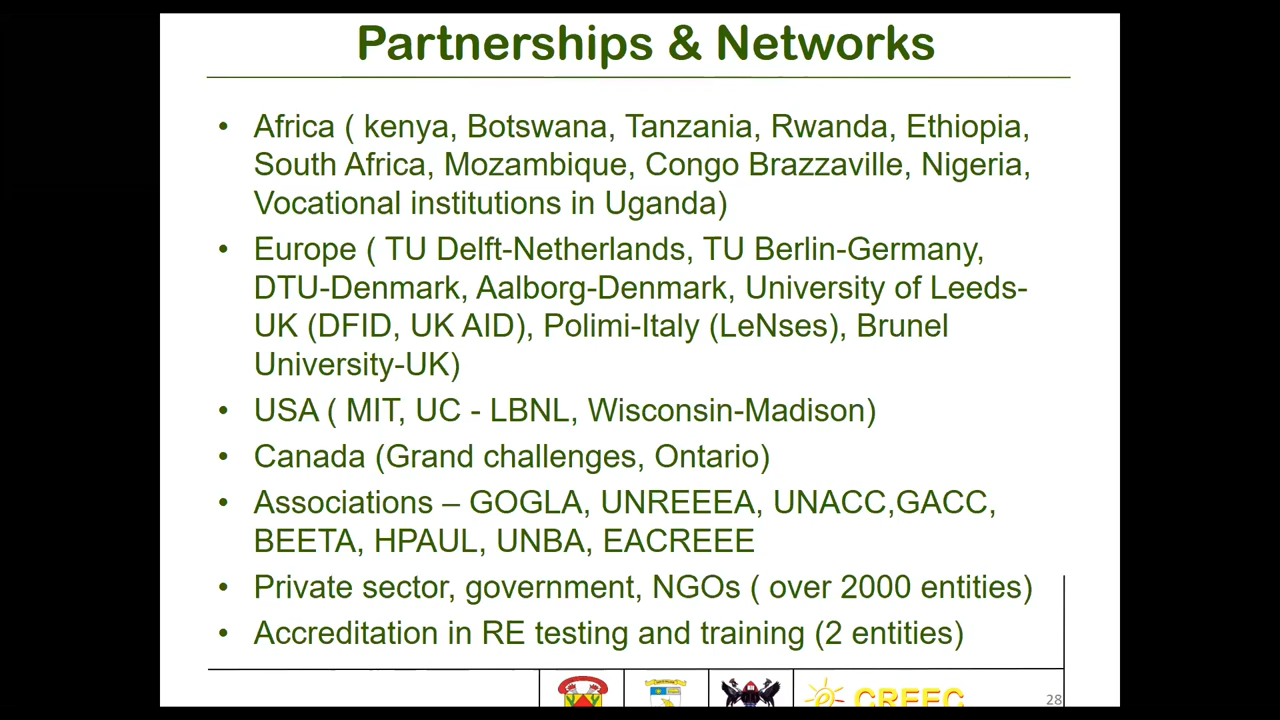 Partnerships & Networks
• Africa ( kenya, Botswana, Tanzania, Rwanda, Ethiopia,
South Africa, Mozambique, Congo Brazzaville, Nigeria,
Vocational institutions in Uganda)
• Europe ( TU Delft-Netherlands, TU Berlin-Germany,
DTU-Denmark, Aalborg-Denmark, University of Leeds-
UK (DFID, UK AID), Polimi-Italy (LeNses), Brunel
University-UK)
• USA ( MIT, UC - LBNL, Wisconsin-Madison)
• Canada (Grand challenges, Ontario)
• Associations – GOGLA, UNREEEA, UNACC,GACC,
BEETA, HPAUL, UNBA, EACREEE
• Private sector, government, NGOs ( over 2000 entities)
• Accreditation in RE testing and training (2 entities)
CREEC
28